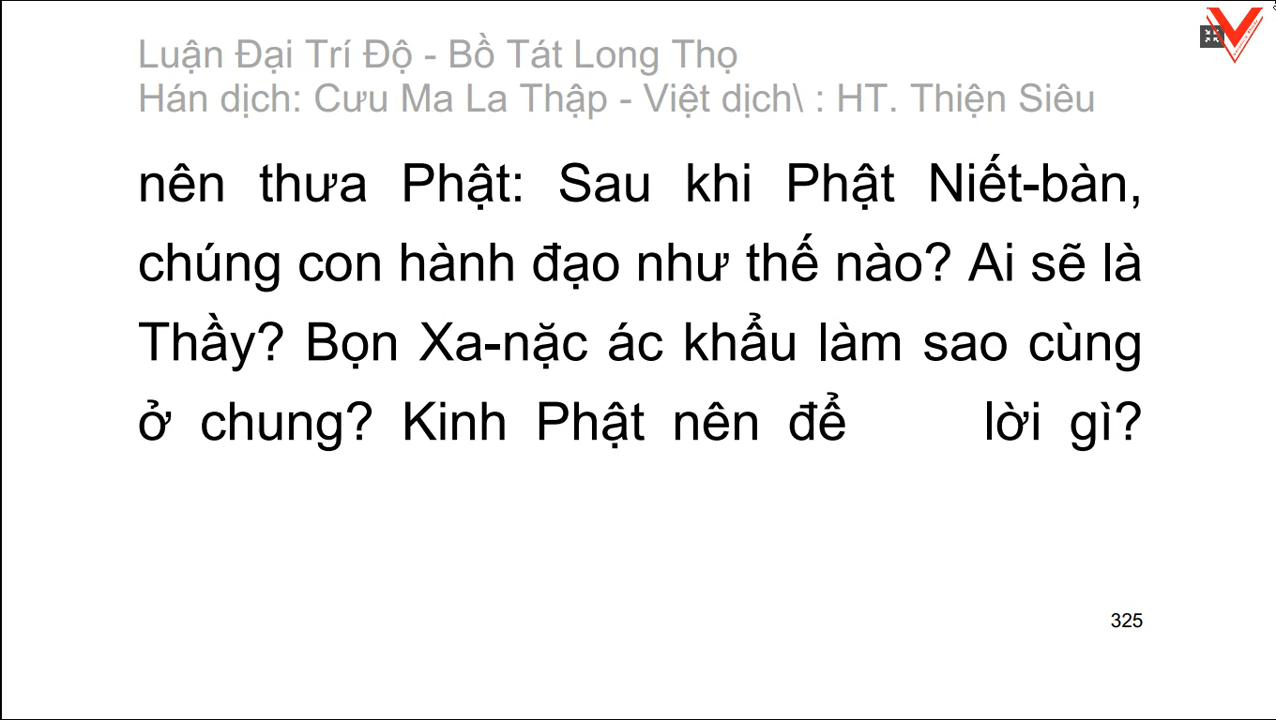 Luận Đại Trí Độ - Bồ Tát Long Thọ
Hán dịch: Cưu Ma La Thập - Việt dịch\ : HT. Thiện Siêu
nên thưa Phật: Sau khi Phật Niết-bàn,
chúng con hành đạo như thế nào? Ai sẽ là
Thầy? Bọn Xa-nặc ác khẩu làm sao cùng
ở chung? Kinh Phật nên để lời gì?
325